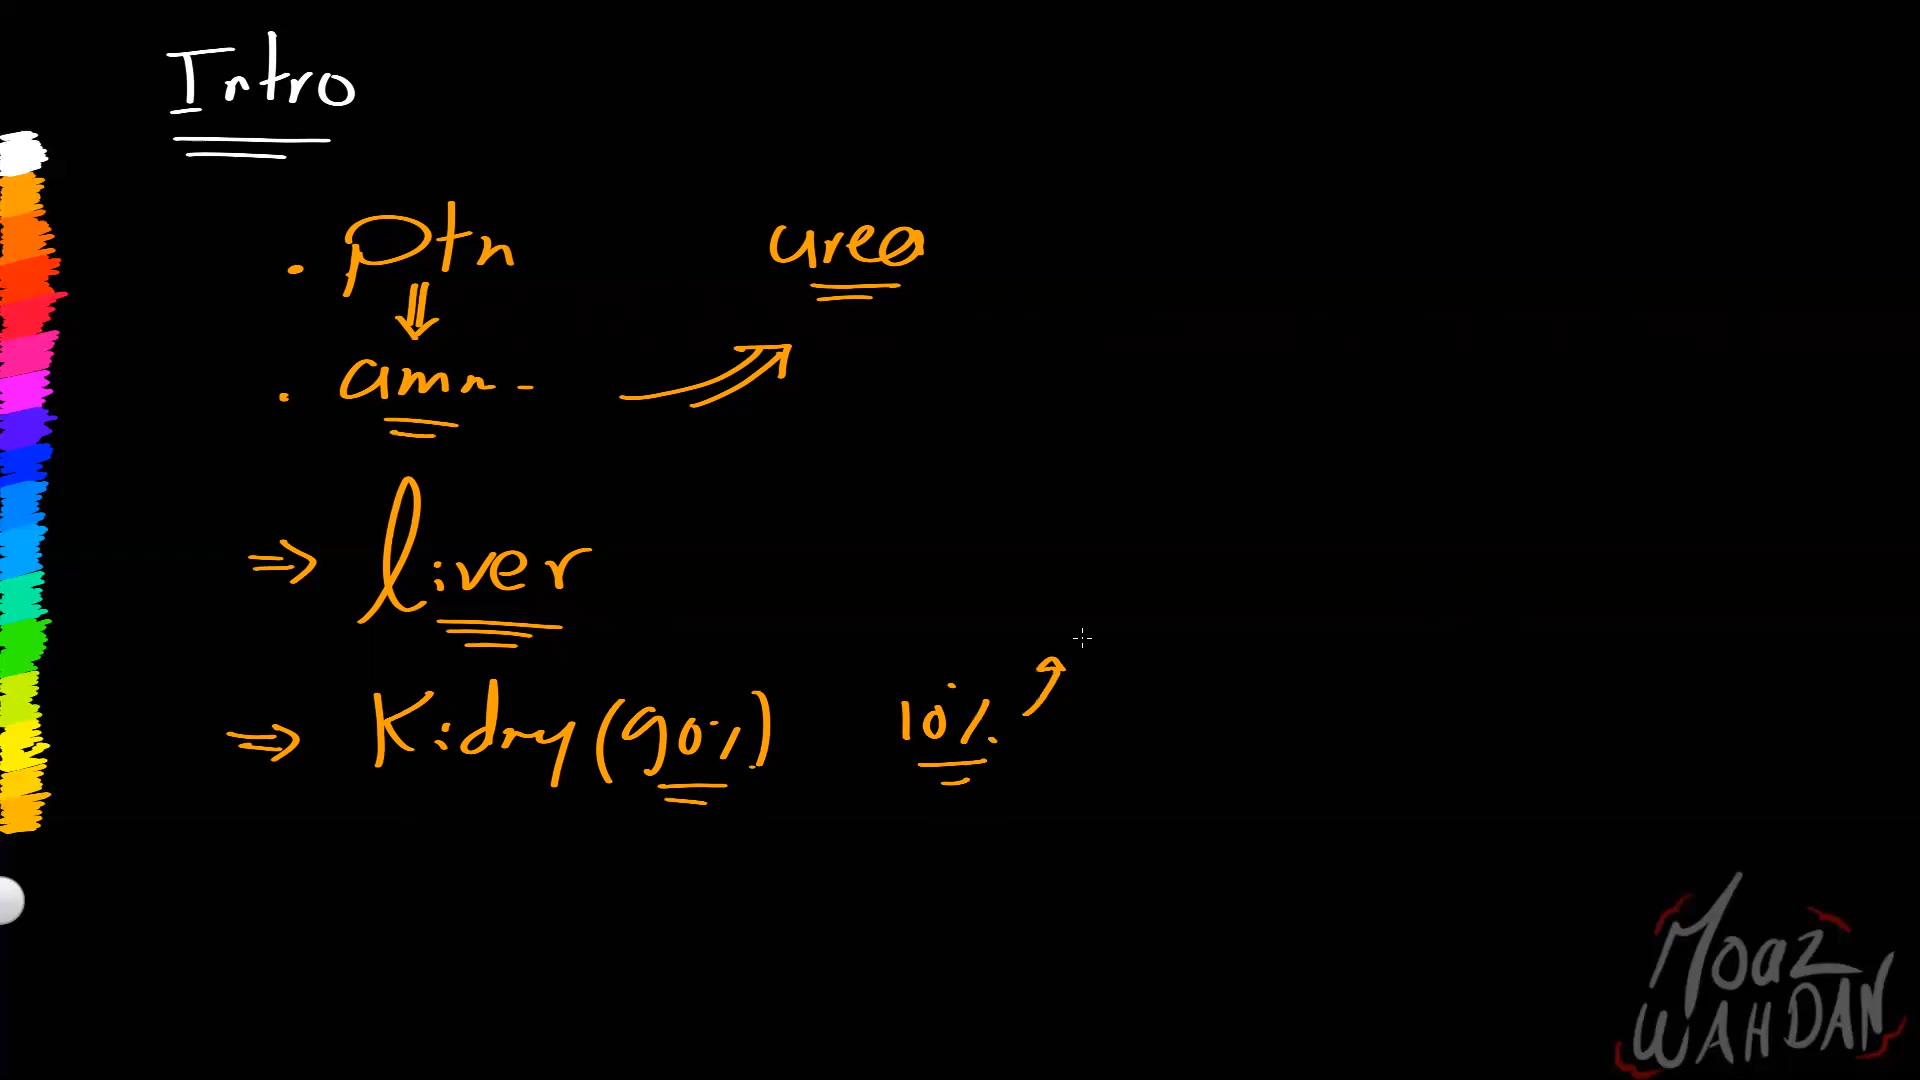 Intro
. ptn urea
. amn -
⇒ liver
⇒ Kidny (90%) 10%
MOAZ
WAHDAN